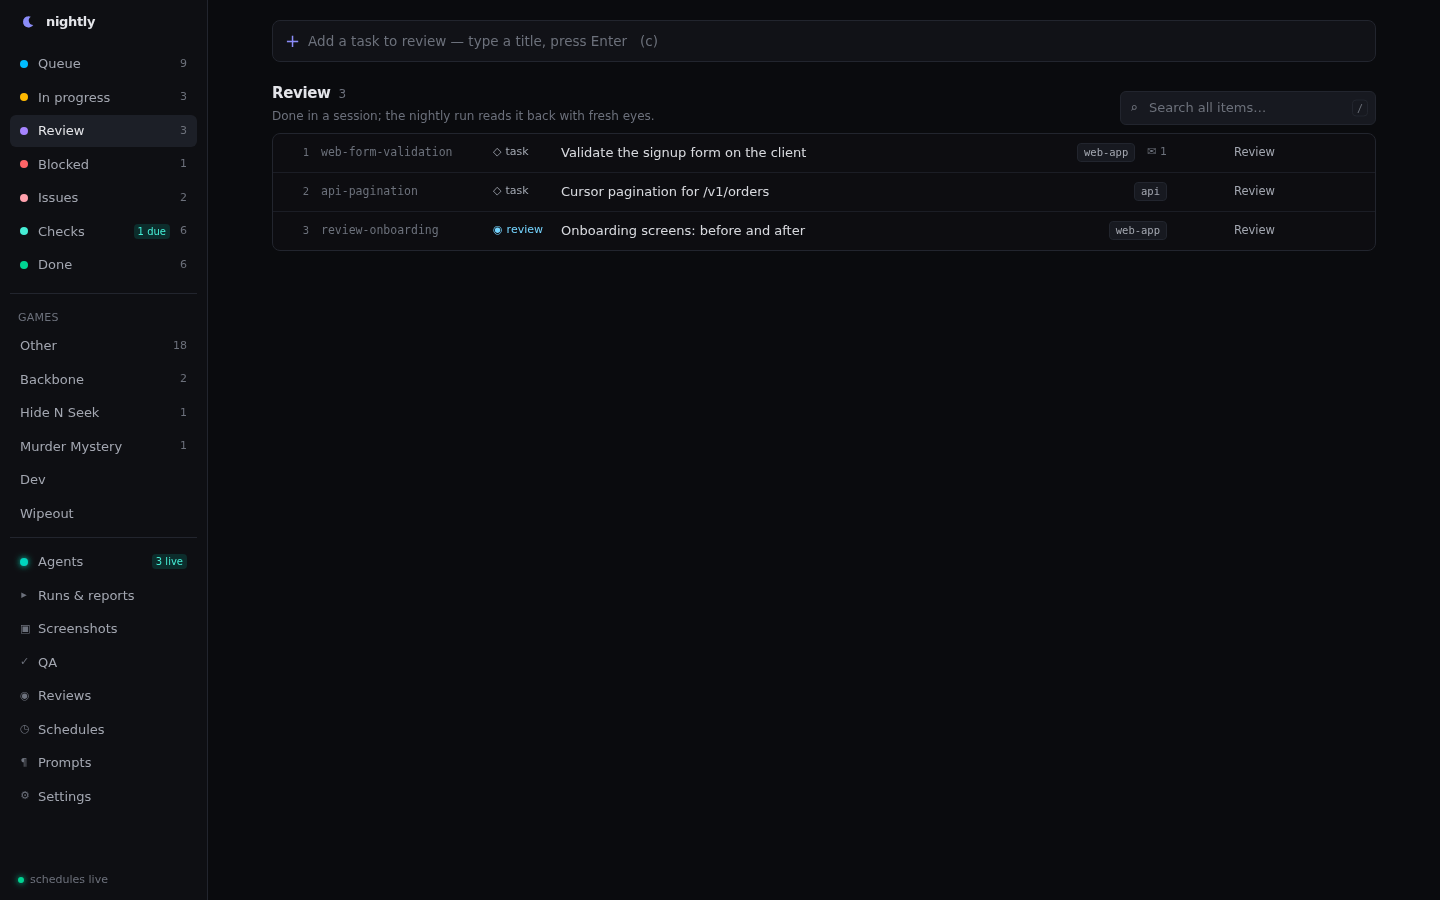 nightly
Queue 9
In progress 3
Review 3
Blocked 1
Issues 2
Checks 1 due 6
Done 6
GAMES
Other 18
Backbone 2
Hide N Seek 1
Murder Mystery 1
Dev
Wipeout
Agents 3 live
Runs & reports
Screenshots
QA
Reviews
Schedules
Prompts
Settings
schedules live
+ Add a task to review — type a title, press Enter (c)
Review 3
Done in a session; the nightly run reads it back with fresh eyes.
Search all items… /
1 web-form-validation ◇ task Validate the signup form on the client web-app ✉ 1 Review
2 api-pagination ◇ task Cursor pagination for /v1/orders api Review
3 review-onboarding ◉ review Onboarding screens: before and after web-app Review